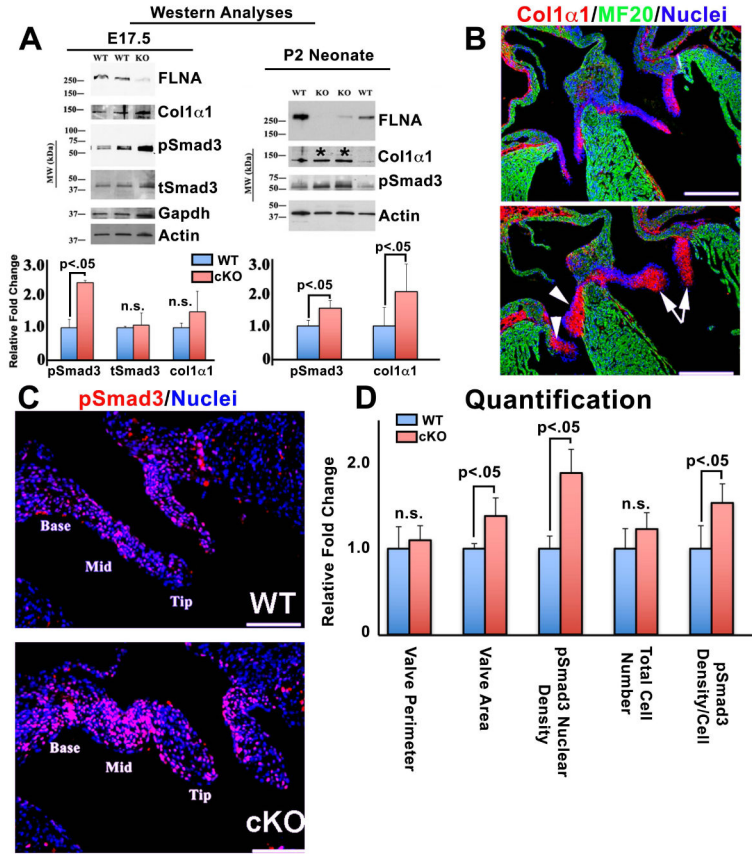 Western Analyses
A
E17.5
WT WT KO
250
FLNA
150
Col1α1
100
75
50
pSmad3
MW (kDa)
50
tSmad3
37
37
Gapdh
37
Actin
P2 Neonate
WT KO KO WT
250
FLNA
150
* *
Col1α1
MW (kDa)
50
pSmad3
37
Actin
Relative Fold Change
3.0
2.0
1.0
0
p<.05
n.s.
n.s.
WT
cKO
pSmad3 tSmad3 col1α1
3.0
2.0
1.0
0
p<.05
p<.05
pSmad3 col1α1
B
Col1α1/MF20/Nuclei
C
pSmad3/Nuclei
Base
Mid
Tip
WT
Base
Mid
Tip
cKO
D
Quantification
WT
cKO
Relative Fold Change
2.0
1.0
0
n.s.
p<.05
p<.05
n.s.
p<.05
Valve Perimeter
Valve Area
pSmad3 Nuclear
Density
Total Cell
Number
pSmad3
Density/Cell